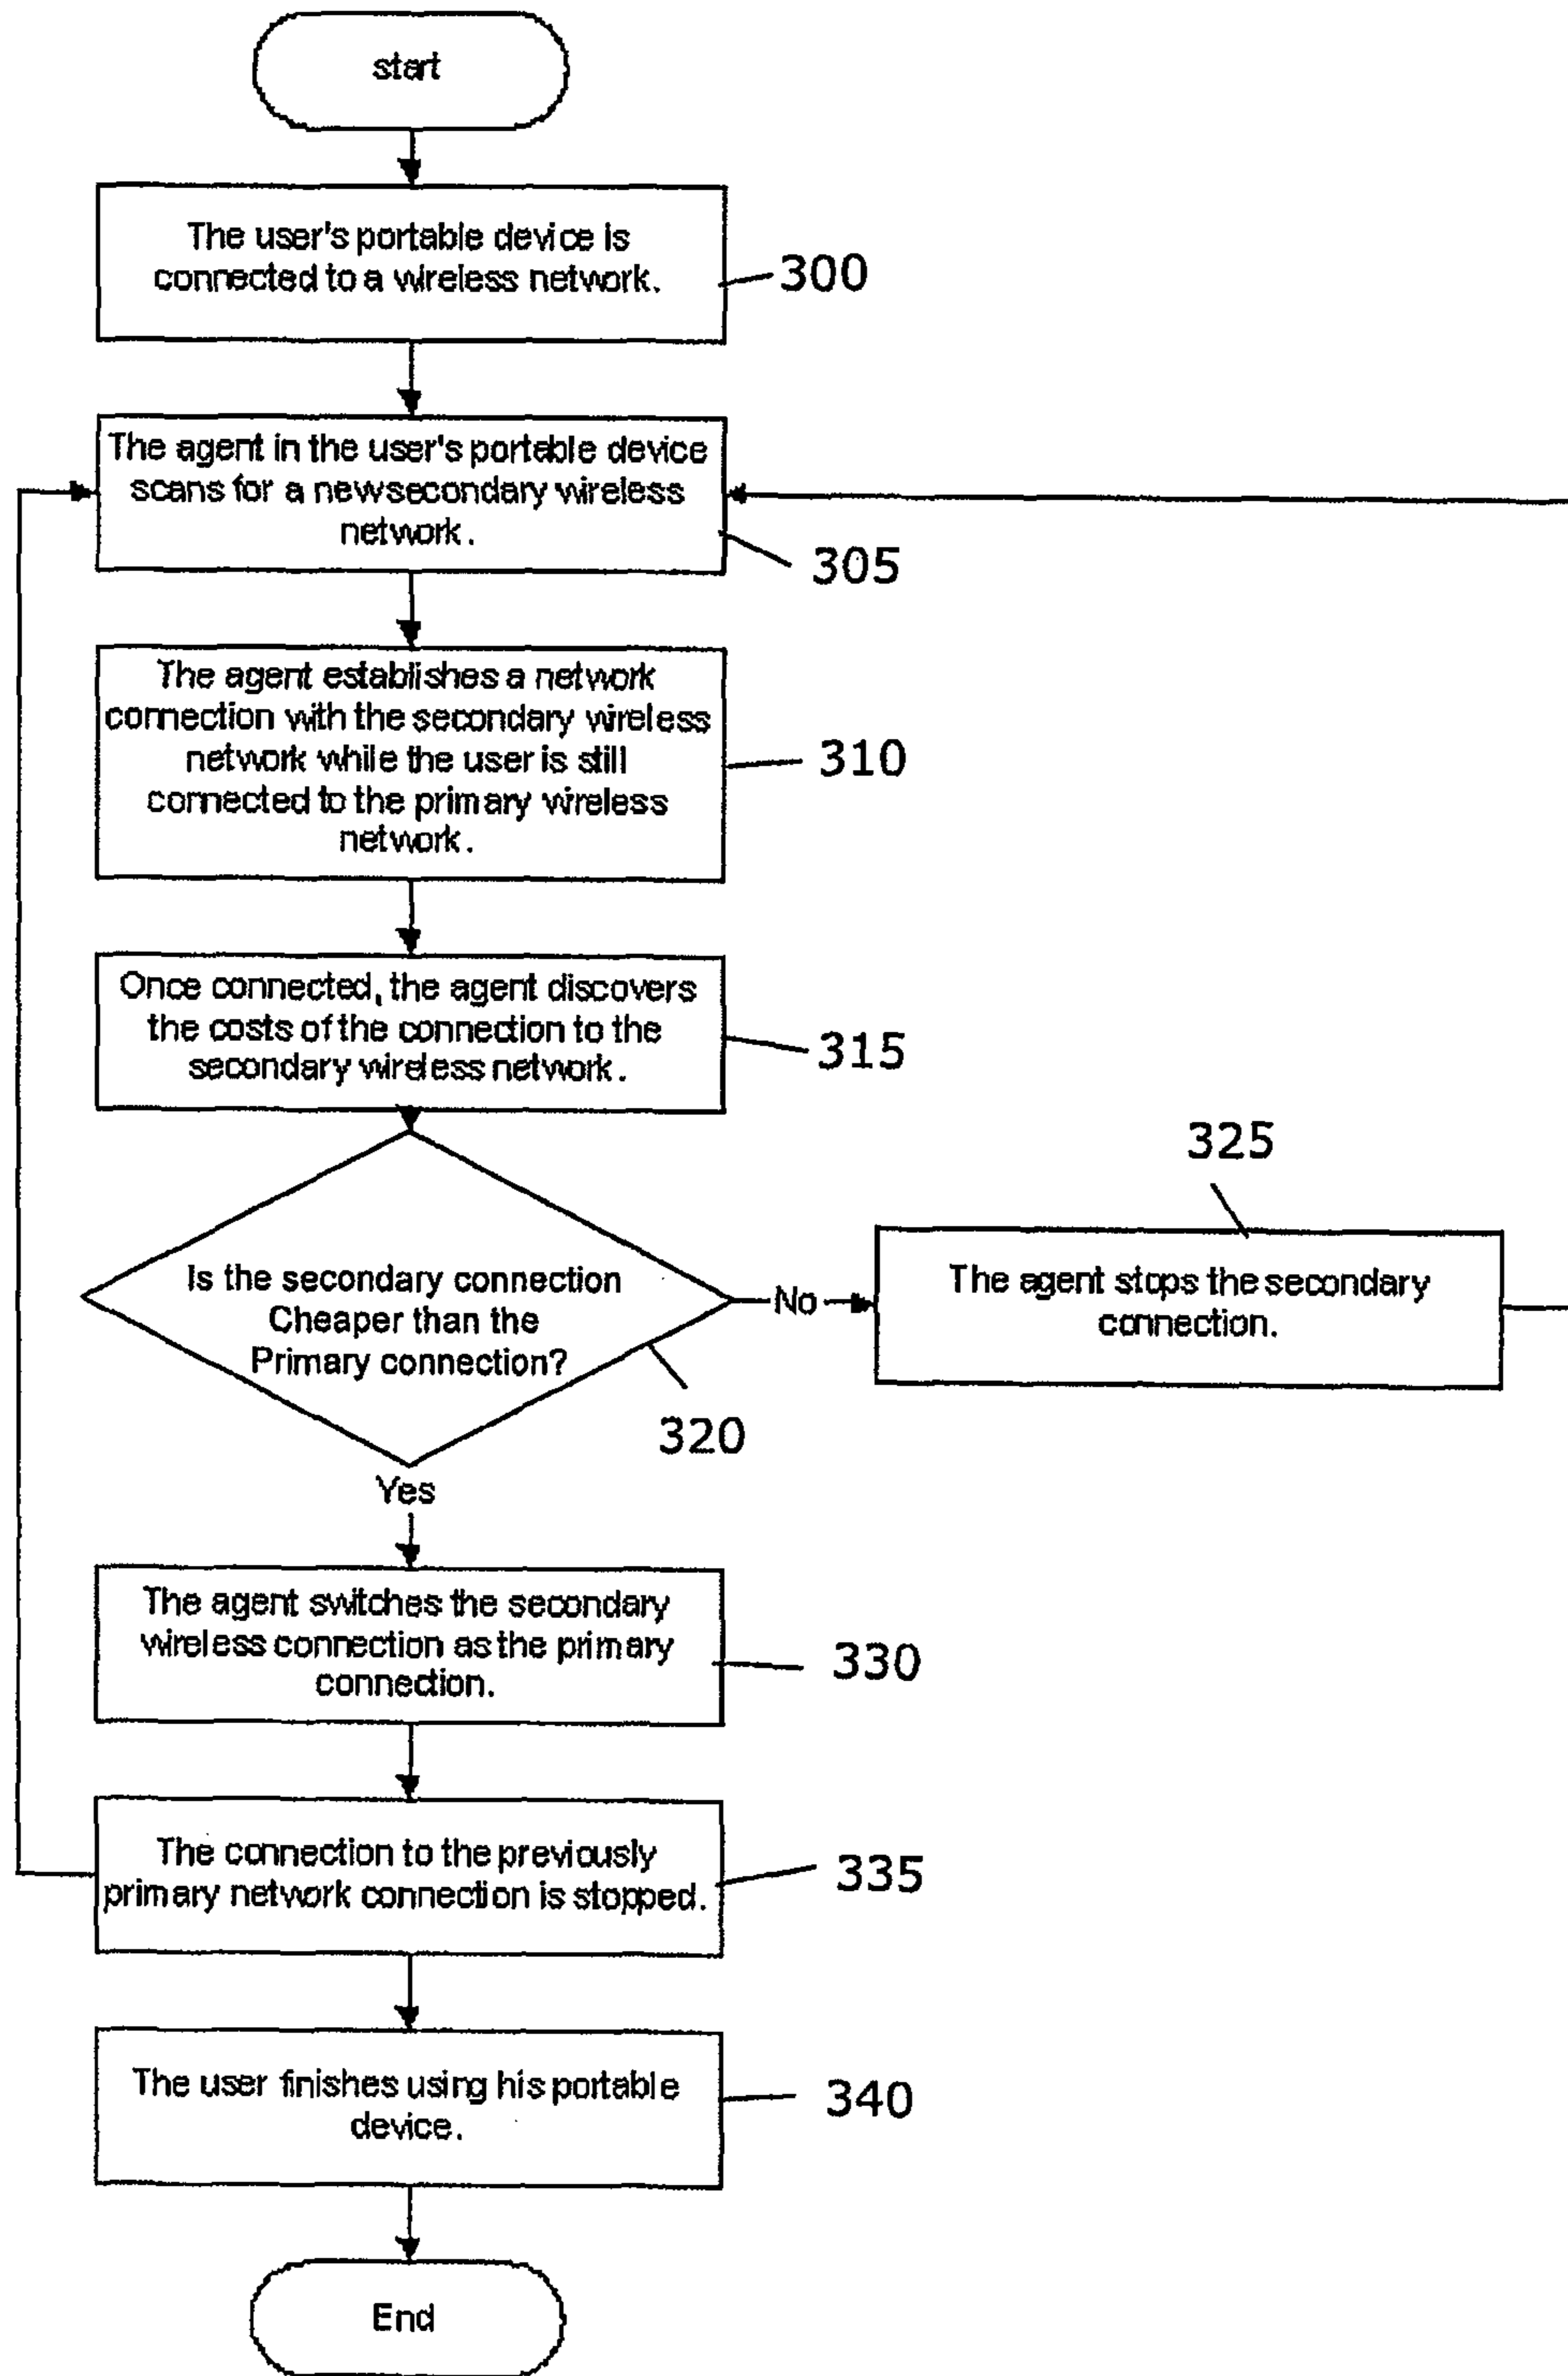 start
The user's portable device is
connected to a wireless network.
300
The agent in the user's portable device
scans for a new secondary wireless
network.
305
The agent establishes a network
connection with the secondary wireless
network while the user is still
connected to the primary wireless
network.
310
Once connected, the agent discovers
the costs of the connection to the
secondary wireless network.
315
Is the secondary connection
Cheaper than the
Primary connection?
320
No
325
The agent stops the secondary
connection.
Yes
The agent switches the secondary
wireless connection as the primary
connection.
330
The connection to the previously
primary network connection is stopped.
335
The user finishes using his portable
device.
340
End